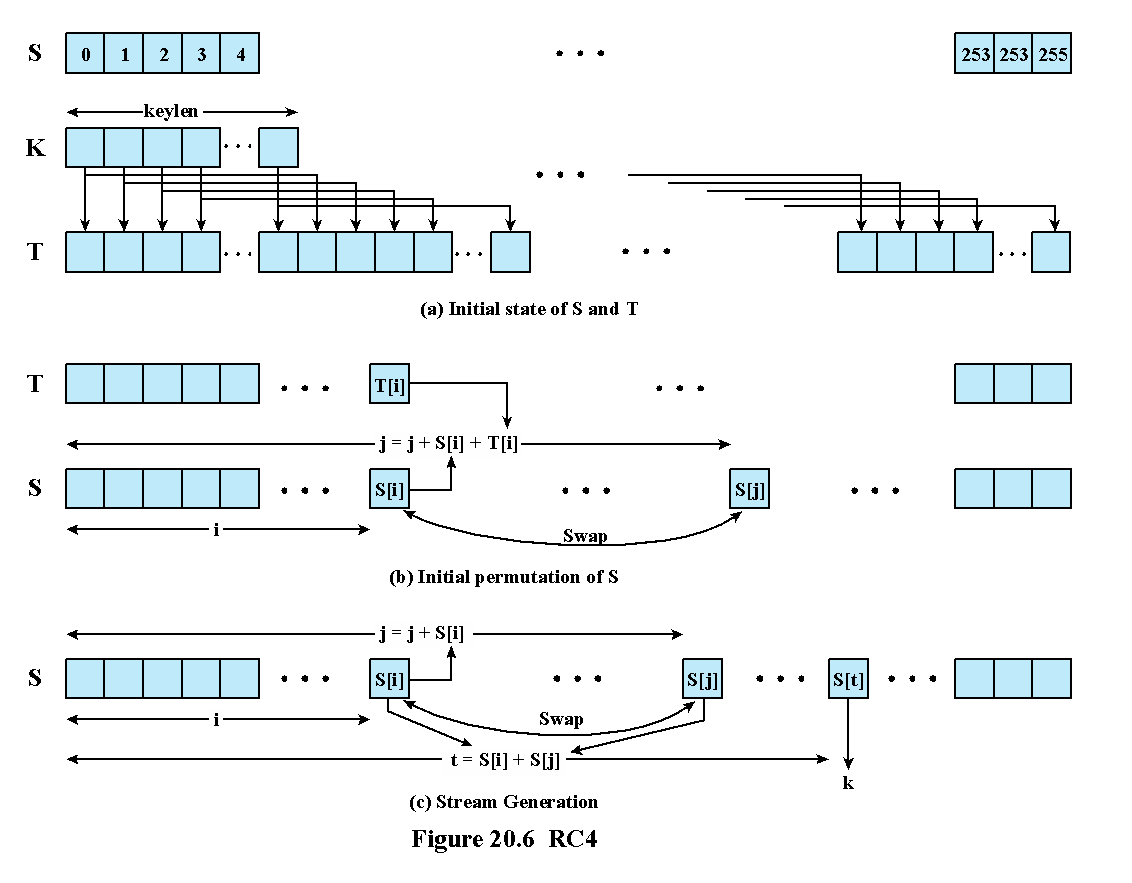 S 0 1 2 3 4 • • • 253 253 255
keylen
K • • •
• • •
T • • • • • • • • •
(a) Initial state of S and T
T • • • T[i] • • •
j = j + S[i] + T[i]
S • • • S[i] • • • S[j] • • •
i
Swap
(b) Initial permutation of S
j = j + S[i]
S • • • S[i] • • • S[j] • • • S[t] • • •
i
Swap
t = S[i] + S[j]
k
(c) Stream Generation
Figure 20.6 RC4